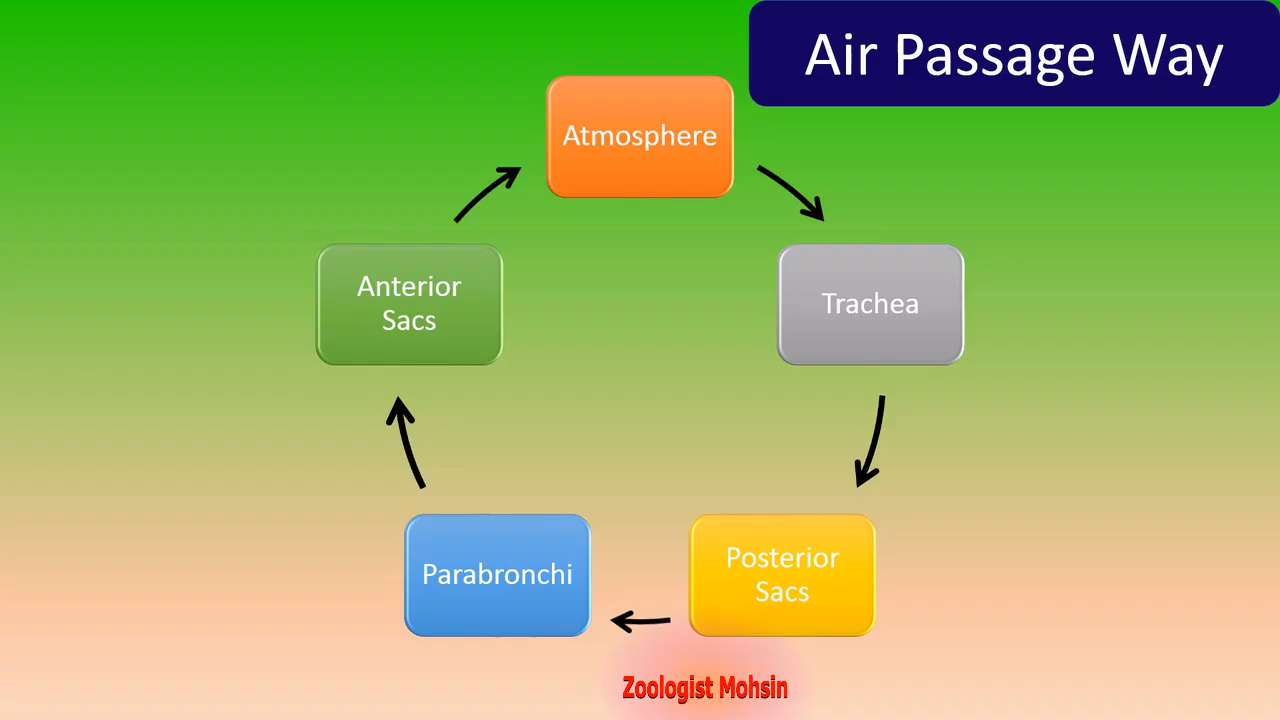 Air Passage Way
Atmosphere
Trachea
Posterior
Sacs
Parabronchi
Anterior
Sacs
Zoologist Mohsin